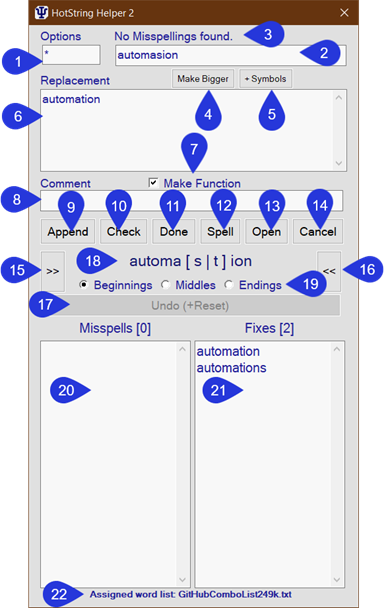 HotString Helper 2
Options
No Misspellings found.
3
1
*
automasion
2
Replacement
Make Bigger
+ Symbols
automation
6
4
5
7
Comment
Make Function
8
9
10
11
12
13
14
Append
Check
Done
Spell
Open
Cancel
15
>>
18
automa [ s | t ] ion
<<
16
Beginnings
Middles
Endings
19
17
Undo (+Reset)
Misspells [0]
Fixes [2]
automation
automations
20
21
22
Assigned word list: GitHubComboList249k.txt